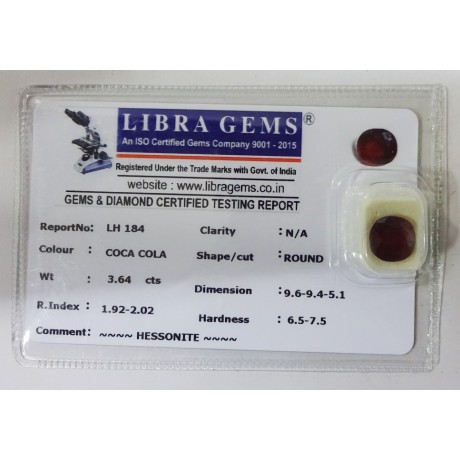 LIBRA GEMS ®
An ISO Certified Gems Company 9001 - 2015
Registered Under the Trade Marks with Govt. of India
website : www.libragems.co.in
GEMS & DIAMOND CERTIFIED TESTING REPORT
ReportNo: LH 184 Clarity : N/A
Colour : COCA COLA Shape/cut : ROUND
Wt : 3.64 cts Dimension : 9.6-9.4-5.1
R.Index : 1.92-2.02 Hardness : 6.5-7.5
Comment: ~~~~ HESSONITE ~~~~